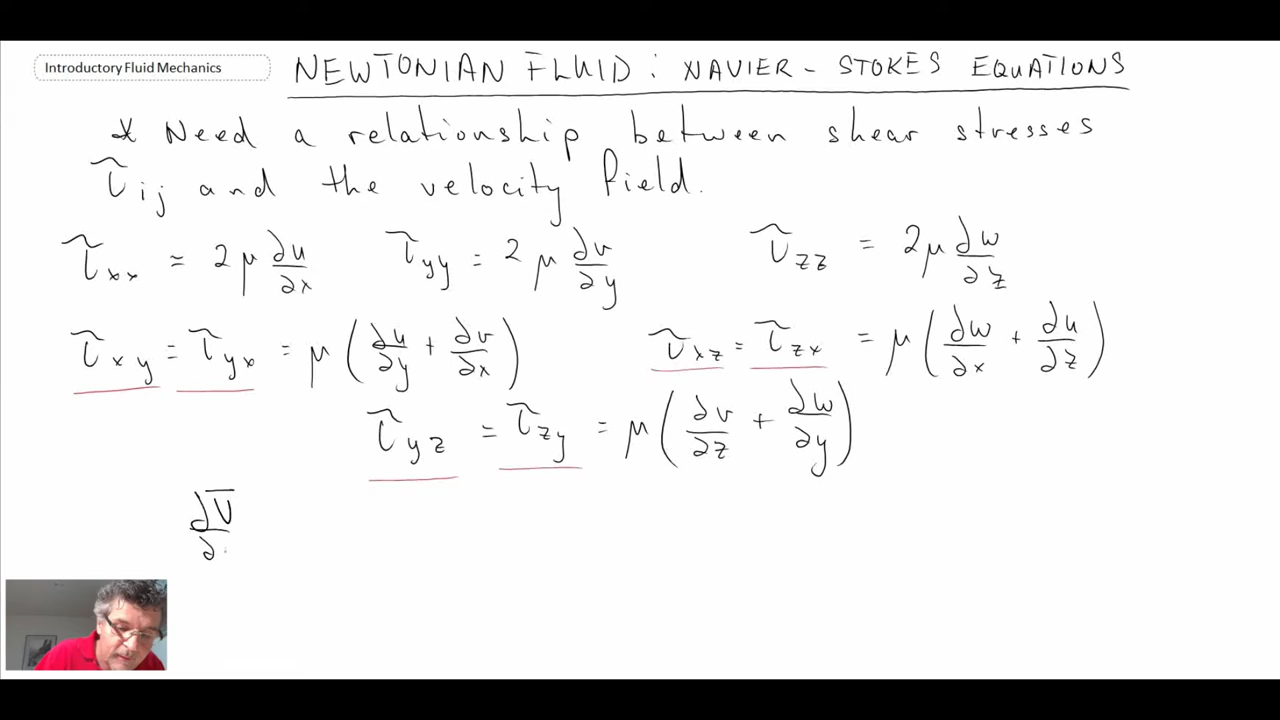 Introductory Fluid Mechanics
NEWTONIAN FLUID : NAVIER - STOKES EQUATIONS
* Need a relationship between shear stresses
τij and the velocity field.
τxx = 2μ ∂u/∂x τyy = 2μ ∂v/∂y τzz = 2μ ∂w/∂z
τxy = τyx = μ(∂u/∂y + ∂v/∂x) τxz = τzx = μ(∂w/∂x + ∂u/∂z)
τyz = τzy = μ(∂v/∂z + ∂w/∂y)
∂V̅/∂